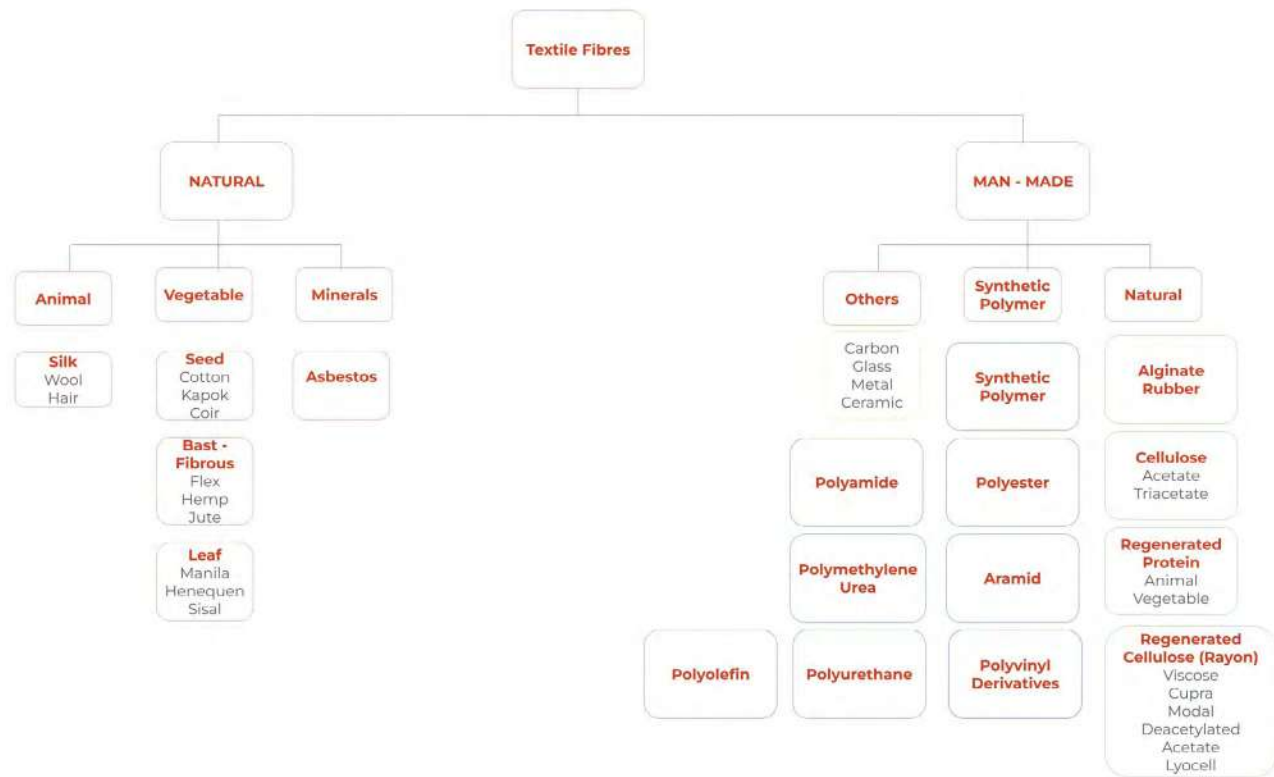 Textile Fibres
NATURAL
MAN - MADE
Animal
Vegetable
Minerals
Others
Synthetic
Polymer
Natural
Silk
Wool
Hair
Seed
Cotton
Kapok
Coir
Asbestos
Carbon
Glass
Metal
Ceramic
Synthetic
Polymer
Alginate
Rubber
Bast -
Fibrous
Flex
Hemp
Jute
Polyamide
Polyester
Cellulose
Acetate
Triacetate
Leaf
Manila
Henequen
Sisal
Polymethylene
Urea
Aramid
Regenerated
Protein
Animal
Vegetable
Polyolefin
Polyurethane
Polyvinyl
Derivatives
Regenerated
Cellulose (Rayon)
Viscose
Cupra
Modal
Deacetylated
Acetate
Lyocell